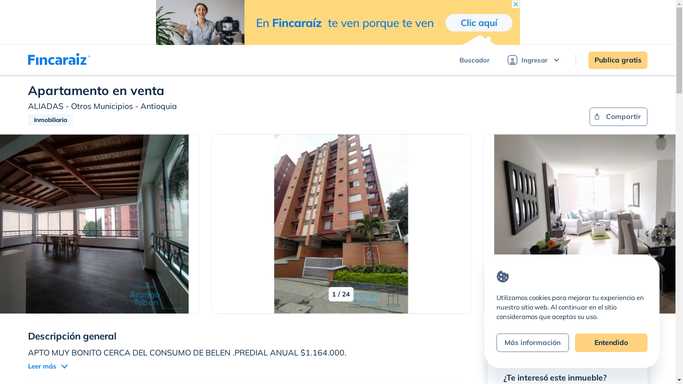 En Fincaraíz te ven porque te ven
Clic aquí
Fincaraíz
Buscador
Ingresar
Publica gratis
Apartamento en venta
ALIADAS - Otros Municipios - Antioquia
Inmobiliaria
Compartir
1 / 24
Utilizamos cookies para mejorar tu experiencia en
nuestro sitio web. Al continuar en el sitio
consideramos que aceptas su uso.
Más información
Entendido
Descripción general
APTO MUY BONITO CERCA DEL CONSUMO DE BELEN .PREDIAL ANUAL $1.164.000.
Leer más
¿Te interesó este inmueble?